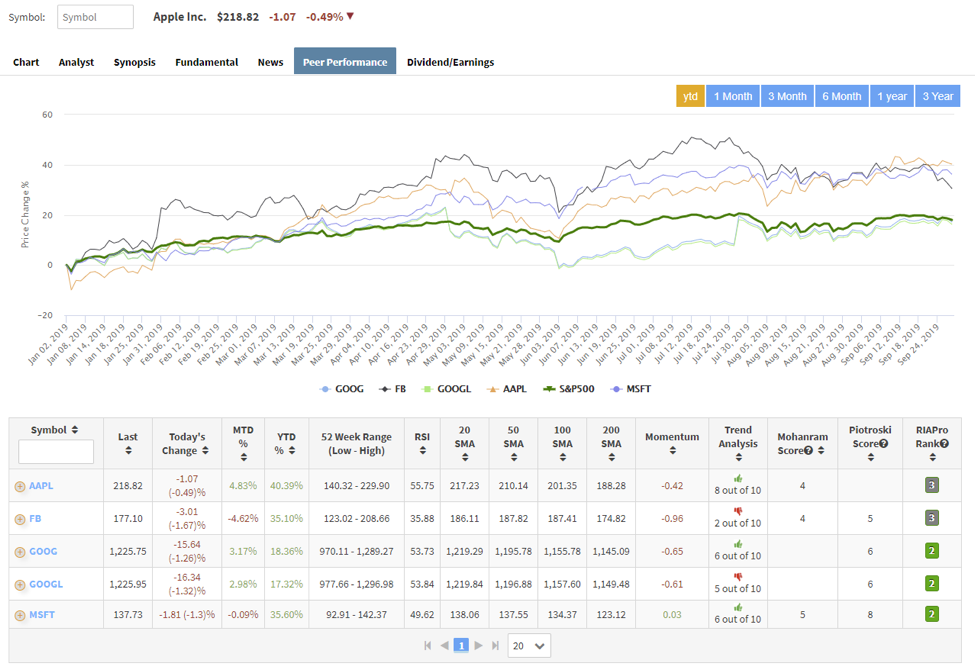 Symbol: Symbol Apple Inc. $218.82 -1.07 -0.49% ▼
Chart Analyst Synopsis Fundamental News Peer Performance Dividend/Earnings
ytd 1 Month 3 Month 6 Month 1 year 3 Year
Price Change %
60
40
20
0
-20
Jan 02, 2019 Jan 08, 2019 Jan 14, 2019 Jan 18, 2019 Jan 25, 2019 Jan 31, 2019 Feb 06, 2019 Feb 12, 2019 Feb 19, 2019 Feb 25, 2019 Mar 01, 2019 Mar 07, 2019 Mar 13, 2019 Mar 19, 2019 Mar 25, 2019 Mar 29, 2019 Apr 04, 2019 Apr 10, 2019 Apr 16, 2019 Apr 23, 2019 Apr 29, 2019 May 03, 2019 May 09, 2019 May 15, 2019 May 21, 2019 May 28, 2019 Jun 03, 2019 Jun 07, 2019 Jun 13, 2019 Jun 19, 2019 Jun 25, 2019 Jul 01, 2019 Jul 08, 2019 Jul 12, 2019 Jul 18, 2019 Jul 24, 2019 Jul 30, 2019 Aug 05, 2019 Aug 09, 2019 Aug 15, 2019 Aug 21, 2019 Aug 27, 2019 Aug 30, 2019 Sep 06, 2019 Sep 12, 2019 Sep 18, 2019 Sep 24, 2019
GOOG FB GOOGL AAPL S&P500 MSFT
Symbol Last Today's Change MTD % YTD % 52 Week Range (Low - High) RSI 20 SMA 50 SMA 100 SMA 200 SMA Momentum Trend Analysis Mohanram Score Piotroski Score RIAPro Rank
AAPL 218.82 -1.07 (-0.49)% 4.83% 40.39% 140.32 - 229.90 55.75 217.23 210.14 201.35 188.28 -0.42 8 out of 10 4 3
FB 177.10 -3.01 (-1.67)% -4.62% 35.10% 123.02 - 208.66 35.88 186.11 187.82 187.41 174.82 -0.96 2 out of 10 4 5 3
GOOG 1,225.75 -15.64 (-1.26)% 3.17% 18.36% 970.11 - 1,289.27 53.73 1,219.29 1,195.78 1,155.78 1,145.09 -0.65 6 out of 10 6 2
GOOGL 1,225.95 -16.34 (-1.32)% 2.98% 17.32% 977.66 - 1,296.98 53.84 1,219.84 1,196.88 1,157.60 1,149.48 -0.61 5 out of 10 6 2
MSFT 137.73 -1.81 (-1.3)% -0.09% 35.60% 92.91 - 142.37 49.62 138.06 137.55 134.37 123.12 0.03 6 out of 10 5 8 2
1 20